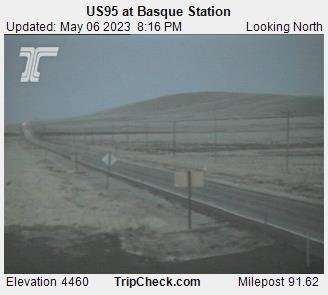 US95 at Basque Station
Updated: May 06 2023 8:16 PM Looking North
Elevation 4460 TripCheck.com Milepost 91.62